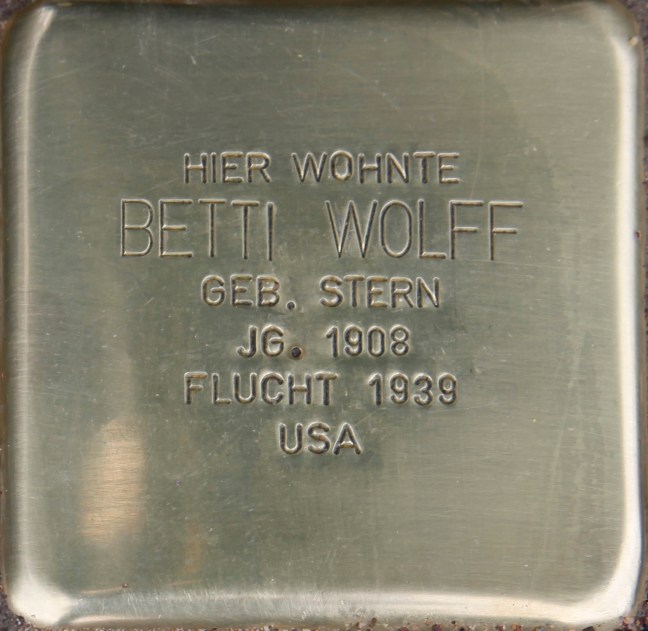 HIER WOHNTE
BETTI WOLFF
GEB. STERN
JG. 1908
FLUCHT 1939
USA